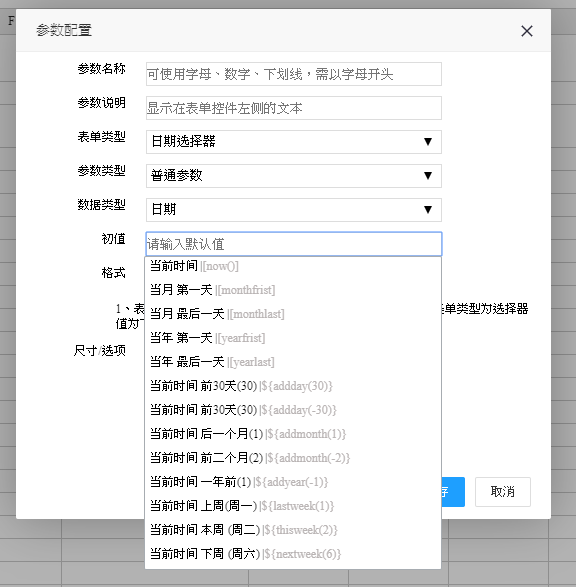 F
参数配置
参数名称
可使用字母、数字、下划线，需以字母开头
参数说明
显示在表单控件左侧的文本
表单类型
日期选择器
参数类型
普通参数
数据类型
日期
初值
请输入默认值
格式
当前时间 |[now()]
当月 第一天 |[monthfrist]
当月 最后一天 |[monthlast]
当年 第一天 |[yearfrist]
当年 最后一天 |[yearlast]
当前时间 前30天(30) |${addday(30)}
当前时间 前30天(30) |${addday(-30)}
当前时间 后一个月(1) |${addmonth(1)}
当前时间 前二个月(2) |${addmonth(-2)}
当前时间 一年前(1) |${addyear(-1)}
当前时间 上周(周一) |${lastweek(1)}
当前时间 本周 (周二) |${thisweek(2)}
当前时间 下周 (周六) |${nextweek(6)}
1、表
单类型为选择器
值为
尺寸/选项
存
取消